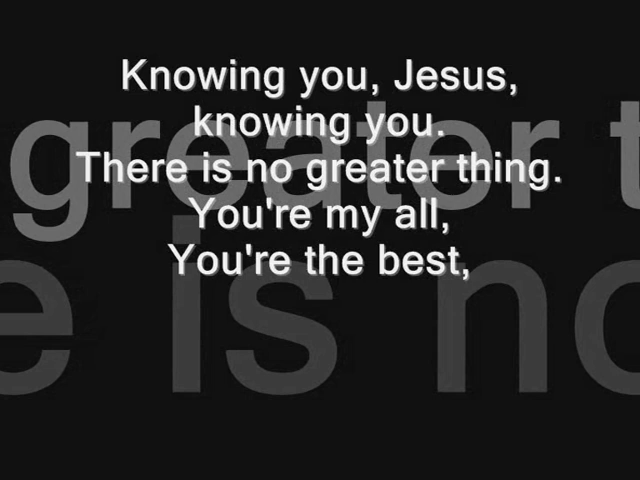 Knowing you, Jesus,
knowing you.
There is no greater thing.
You're my all,
You're the best,
greater t
e is no